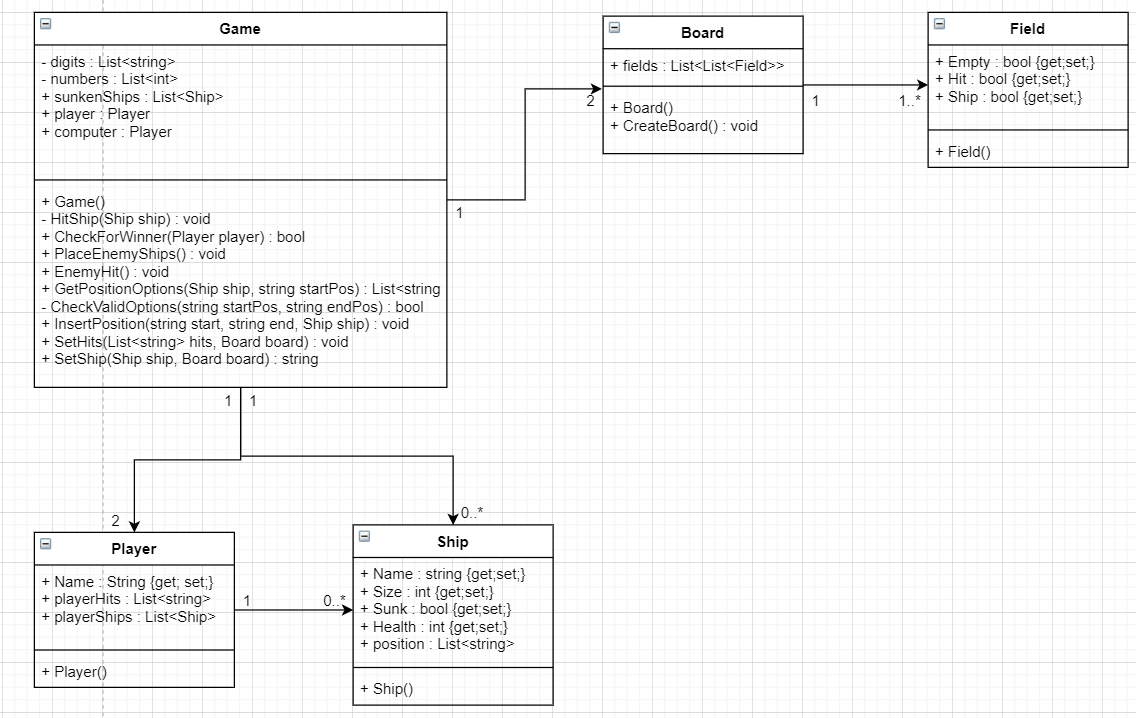 Game
- digits : List<string>
- numbers : List<int>
+ sunkenShips : List<Ship>
+ player : Player
+ computer : Player
+ Game()
- HitShip(Ship ship) : void
+ CheckForWinner(Player player) : bool
+ PlaceEnemyShips() : void
+ EnemyHit() : void
+ GetPositionOptions(Ship ship, string startPos) : List<string
- CheckValidOptions(string startPos, string endPos) : bool
+ InsertPosition(string start, string end, Ship ship) : void
+ SetHits(List<string> hits, Board board) : void
+ SetShip(Ship ship, Board board) : string
1
2
Board
+ fields : List<List<Field>>
+ Board()
+ CreateBoard() : void
1
1..*
Field
+ Empty : bool {get;set;}
+ Hit : bool {get;set;}
+ Ship : bool {get;set;}
+ Field()
1
1
2
0..*
Player
+ Name : String {get; set;}
+ playerHits : List<string>
+ playerShips : List<Ship>
+ Player()
1
0..*
Ship
+ Name : string {get;set;}
+ Size : int {get;set;}
+ Sunk : bool {get;set;}
+ Health : int {get;set;}
+ position : List<string>
+ Ship()